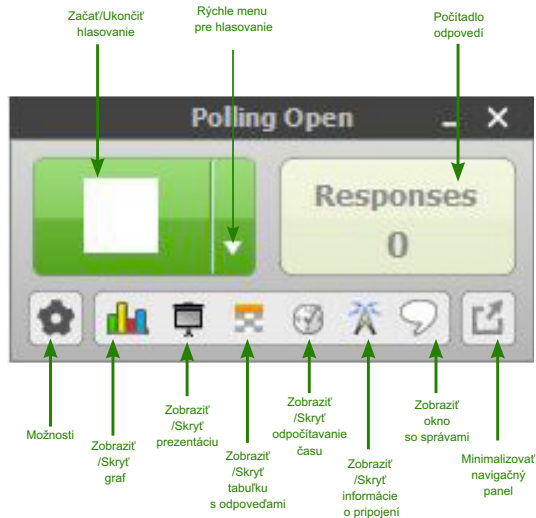 Začať/Ukončiť
hlasovanie
Rýchle menu
pre hlasovanie
Počítadlo
odpovedí
Polling Open
Responses
0
Možnosti
Zobraziť
/Skryť
graf
Zobraziť
/Skryť
prezentáciu
Zobraziť
/Skryť
tabuľku
s odpoveďami
Zobraziť
/Skryť
odpočítavanie
času
Zobraziť
/Skryť
informácie
o pripojení
Zobraziť
okno
so správami
Minimalizovať
navigačný
panel